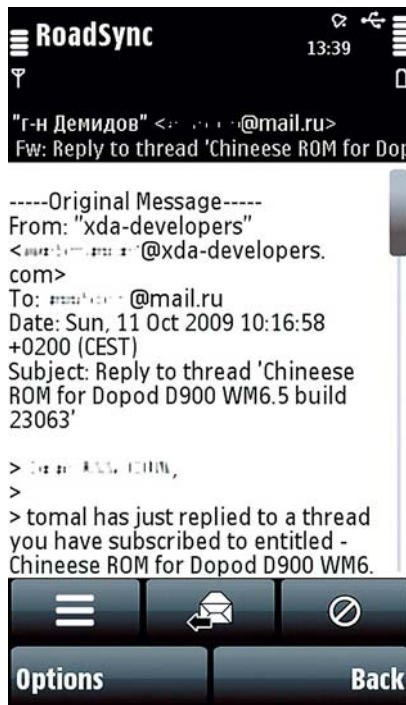 RoadSync
13:39
"г-н Демидов" < @mail.ru>
Fw: Reply to thread 'Chineese ROM for Dop
-----Original Message-----
From: "xda-developers"
< @xda-developers.
com>
To: @mail.ru
Date: Sun, 11 Oct 2009 10:16:58
+0200 (CEST)
Subject: Reply to thread 'Chineese
ROM for Dopod D900 WM6.5 build
23063'
> ,
>
> tomal has just replied to a thread
you have subscribed to entitled -
Chineese ROM for Dopod D900 WM6.
Options
Back